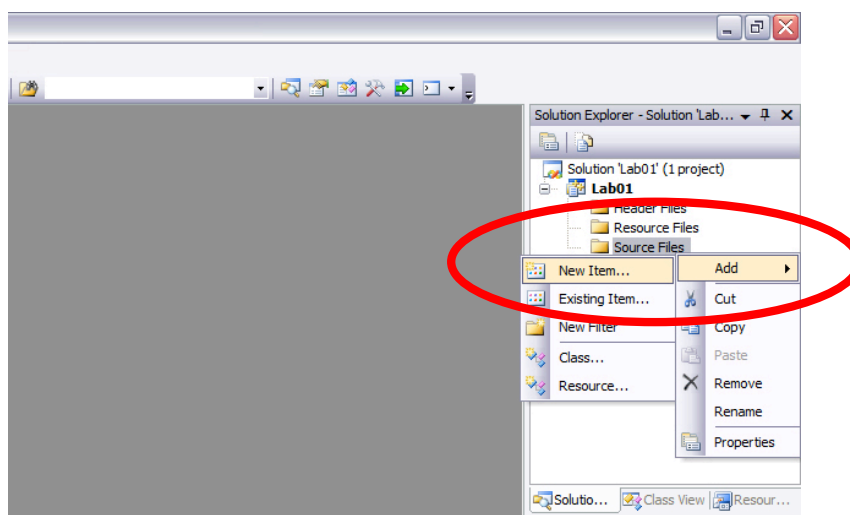 Solution Explorer - Solution 'Lab...
Solution 'Lab01' (1 project)
Lab01
Header Files
Resource Files
Source Files
New Item...
Existing Item...
New Filter
Class...
Resource...
Add
Cut
Copy
Paste
Remove
Rename
Properties
Solutio...
Class View
Resour...